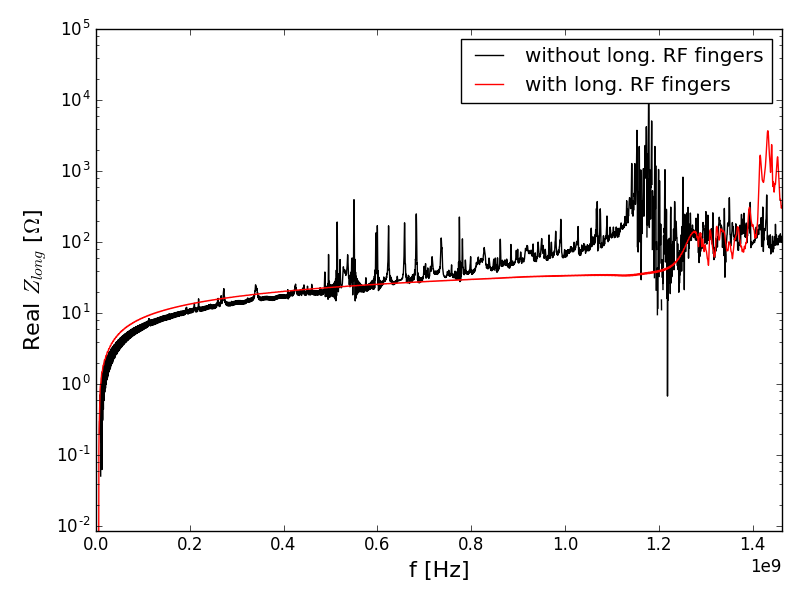 10^5
10^4
10^3
10^2
10^1
10^0
10^-1
10^-2
Real Z_long [Ω]
without long. RF fingers
with long. RF fingers
0.0 0.2 0.4 0.6 0.8 1.0 1.2 1.4
1e9
f [Hz]